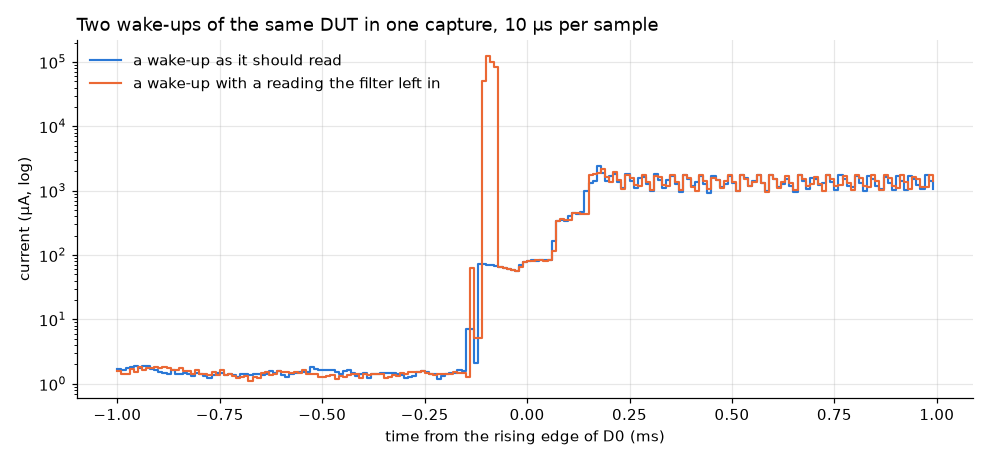 Two wake-ups of the same DUT in one capture, 10 µs per sample
a wake-up as it should read
a wake-up with a reading the filter left in
current (µA, log)
10⁵
10⁴
10³
10²
10¹
10⁰
−1.00 −0.75 −0.50 −0.25 0.00 0.25 0.50 0.75 1.00
time from the rising edge of D0 (ms)